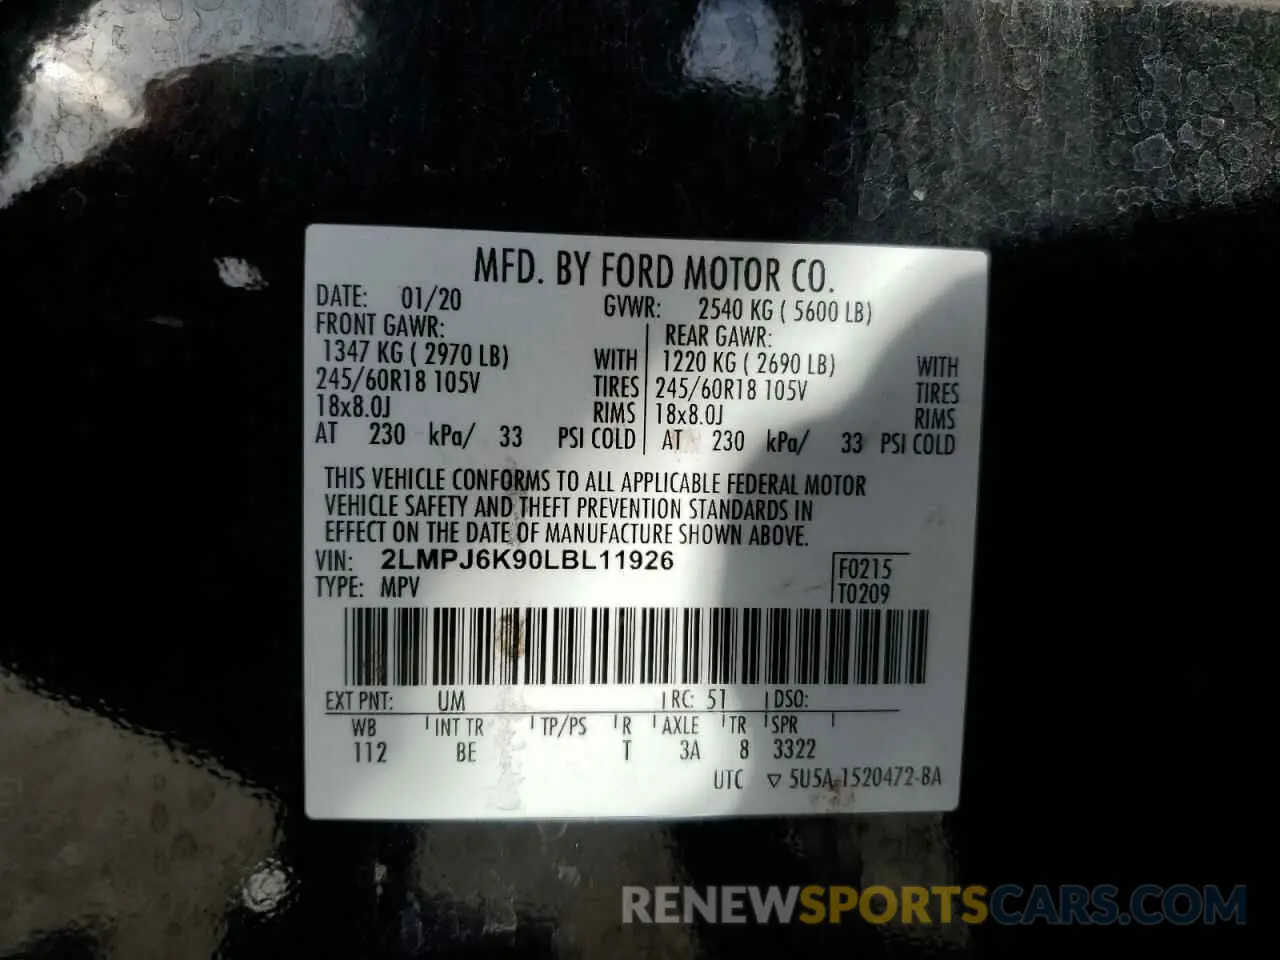 MFD. BY FORD MOTOR CO.
DATE: 01/20 GVWR: 2540 KG ( 5600 LB)
FRONT GAWR: REAR GAWR:
1347 KG ( 2970 LB) WITH 1220 KG ( 2690 LB) WITH
245/60R18 105V TIRES 245/60R18 105V TIRES
18x8.0J RIMS 18x8.0J RIMS
AT 230 kPa/ 33 PSI COLD AT 230 kPa/ 33 PSI COLD
THIS VEHICLE CONFORMS TO ALL APPLICABLE FEDERAL MOTOR
VEHICLE SAFETY AND THEFT PREVENTION STANDARDS IN
EFFECT ON THE DATE OF MANUFACTURE SHOWN ABOVE.
VIN: 2LMPJ6K90LBL11926 F0215
TYPE: MPV T0209
EXT PNT: UM RC: 51 DSO:
WB INT TR TP/PS R AXLE TR SPR
112 BE T 3A 8 3322
UTC ▽ 5U5A 1520472-BA
RENEWSPORTSCARS.COM